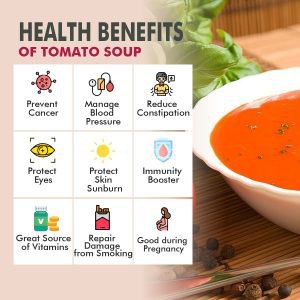 HEALTH BENEFITS
OF TOMATO SOUP
Prevent
Cancer
Manage
Blood
Pressure
Reduce
Constipation
Protect
Eyes
Protect
Skin
Sunburn
Immunity
Booster
Great Source
of Vitamins
Repair
Damage
from Smoking
Good during
Pregnancy